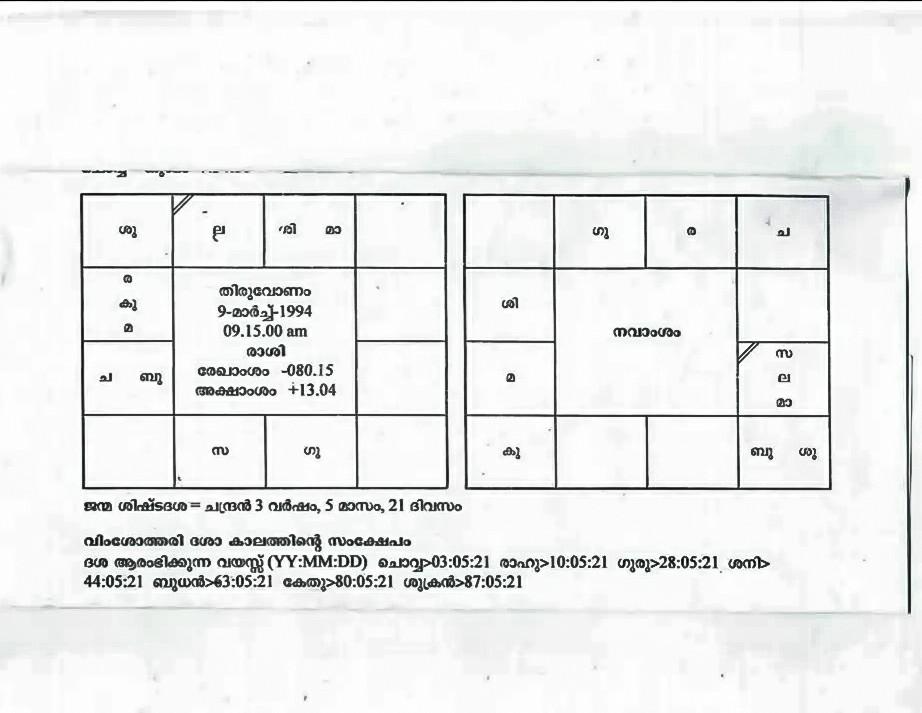 ശു
ല
ശി മാ
ര
കു
മ
ച ബു
സ
ഗു
തിരുവോണം
9-മാർച്ച്-1994
09.15.00 am
രാശി
രേഖാംശം -080.15
അക്ഷാംശം +13.04
ഗു
ര
ച
ശി
മ
നവാംശം
സ
ല
മാ
കു
ബു ശു
ജന്മ ശിഷ്ടദശ = ചന്ദ്രൻ 3 വർഷം, 5 മാസം, 21 ദിവസം
വിംശോത്തരി ദശാ കാലത്തിന്റെ സംക്ഷേപം
ദശ ആരംഭിക്കുന്ന വയസ്സ് (YY:MM:DD) ചൊവ്വ>03:05:21 രാഹു>10:05:21 ഗുരു>28:05:21 ശനി>
44:05:21 ബുധൻ>63:05:21 കേതു>80:05:21 ശുക്രൻ>87:05:21